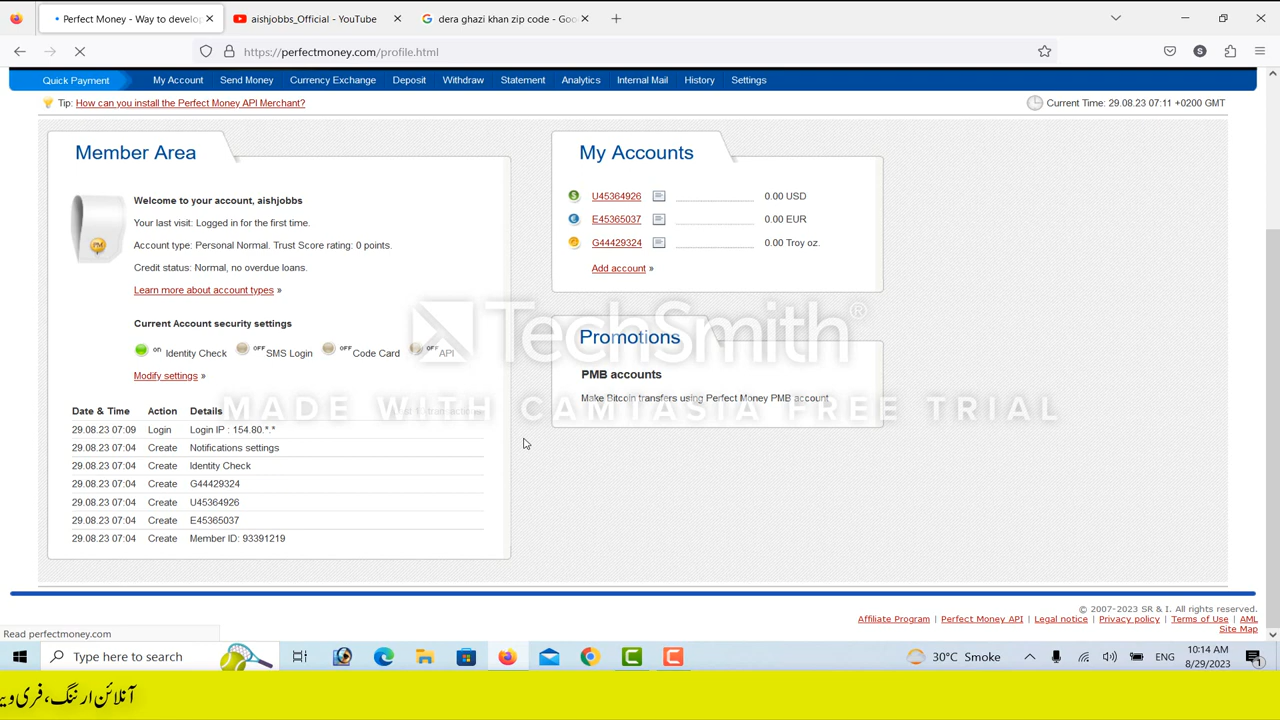 Perfect Money - Way to develop
aishjobbs_Official - YouTube
dera ghazi khan zip code - Goo
https://perfectmoney.com/profile.html
Quick Payment My Account Send Money Currency Exchange Deposit Withdraw Statement Analytics Internal Mail History Settings
Tip: How can you install the Perfect Money API Merchant?
Current Time: 29.08.23 07:11 +0200 GMT
Member Area
Welcome to your account, aishjobbs
Your last visit: Logged in for the first time.
Account type: Personal Normal. Trust Score rating: 0 points.
Credit status: Normal, no overdue loans.
Learn more about account types »
Current Account security settings
ON Identity Check OFF SMS Login OFF Code Card OFF API
Modify settings »
Date & Time Action Details last 10 transactions
29.08.23 07:09 Login Login IP : 154.80.*.*
29.08.23 07:04 Create Notifications settings
29.08.23 07:04 Create Identity Check
29.08.23 07:04 Create G44429324
29.08.23 07:04 Create U45364926
29.08.23 07:04 Create E45365037
29.08.23 07:04 Create Member ID: 93391219
My Accounts
U45364926 0.00 USD
E45365037 0.00 EUR
G44429324 0.00 Troy oz.
Add account »
Promotions
PMB accounts
Make Bitcoin transfers using Perfect Money PMB account
TechSmith®
MADE WITH CAMTASIA FREE TRIAL
© 2007-2023 SR & I. All rights reserved.
Affiliate Program | Perfect Money API | Legal notice | Privacy policy | Terms of Use | AML
Site Map
Read perfectmoney.com
Type here to search
30°C Smoke
ENG
10:14 AM
8/29/2023
آنلائن ارننگ، فری ویب